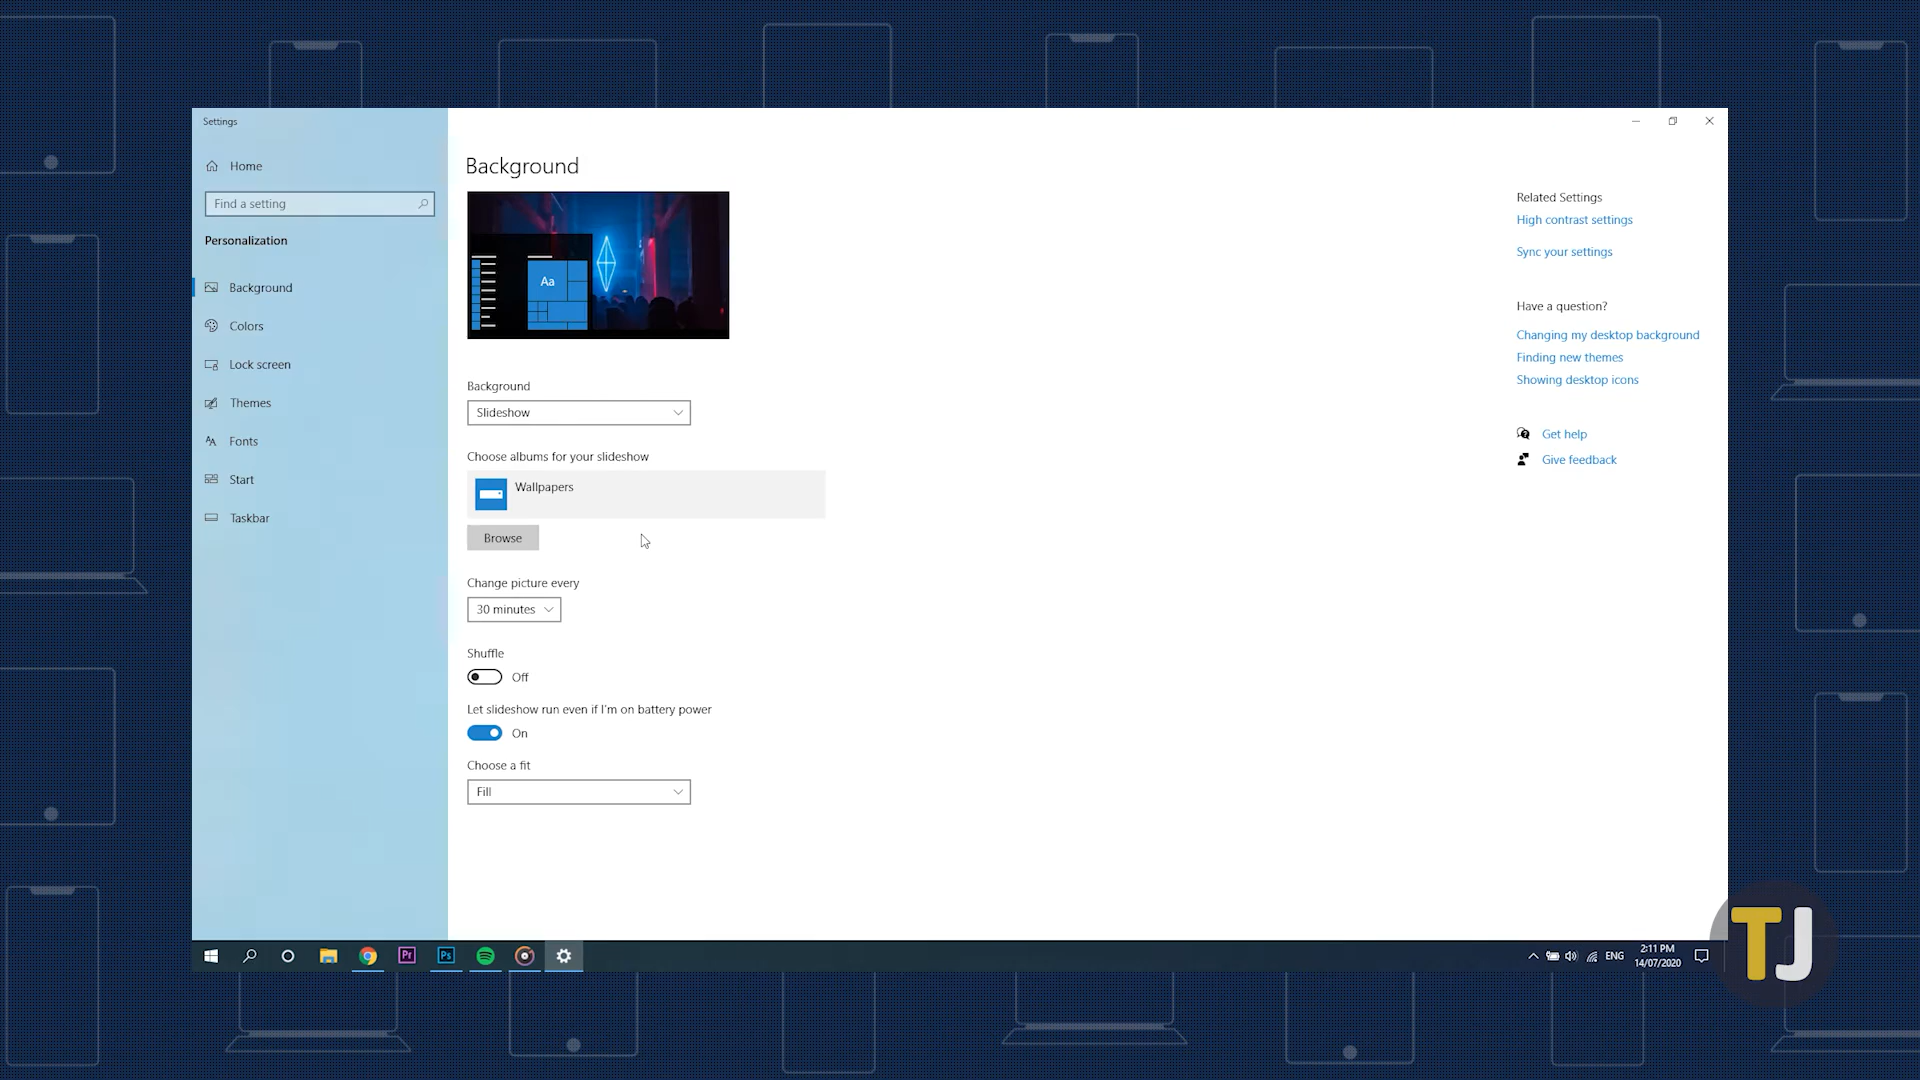 Settings
Home
Find a setting
Personalization
Background
Colors
Lock screen
Themes
Fonts
Start
Taskbar
Background
Aa
Background
Slideshow
Choose albums for your slideshow
Wallpapers
Browse
Change picture every
30 minutes
Shuffle
Off
Let slideshow run even if I'm on battery power
On
Choose a fit
Fill
Related Settings
High contrast settings
Sync your settings
Have a question?
Changing my desktop background
Finding new themes
Showing desktop icons
Get help
Give feedback
Pr
Ps
ENG
2:11 PM
14/07/2020
TJ